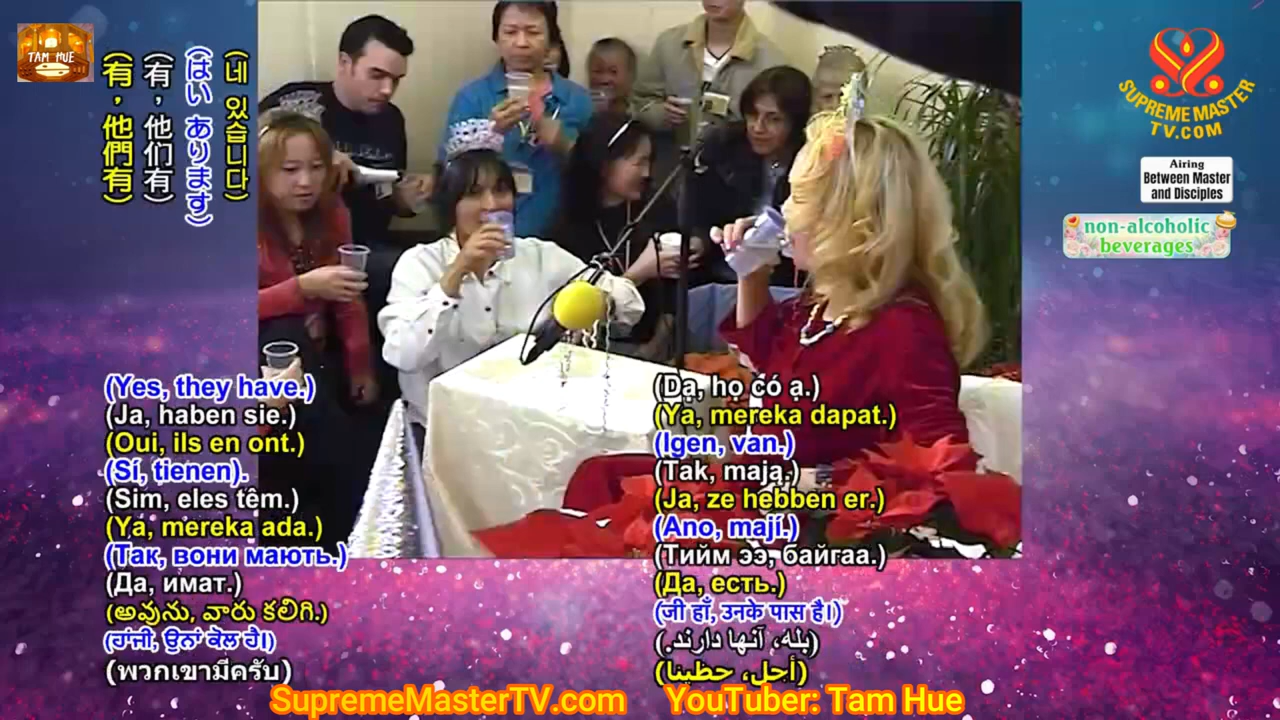 TAM HUE
(有，他們有)
(有，他们有)
(はい あります)
(네 있습니다)
SUPREME MASTER
TV.COM
Airing
Between Master
and Disciples
non-alcoholic
beverages
(Yes, they have.)
(Ja, haben sie.)
(Oui, ils en ont.)
(Sí, tienen).
(Sim, eles têm.)
(Ya, mereka ada.)
(Так, вони мають.)
(Да, имат.)
(అవును, వారు కలిగి.)
(ਹਾਂਜੀ, ਉਨਾਂ ਕੋਲ ਹੈ।)
(พวกเขามีครับ)
(Dạ, họ có ạ.)
(Ya, mereka dapat.)
(Igen, van.)
(Tak, mają.)
(Ja, ze hebben er.)
(Ano, mají.)
(Тийм ээ, байгаа.)
(Да, есть.)
(जी हाँ, उनके पास है।)
(بله، آنها دارند.)
(أجل، حظينا)
SupremeMasterTV.com
YouTuber: Tam Hue